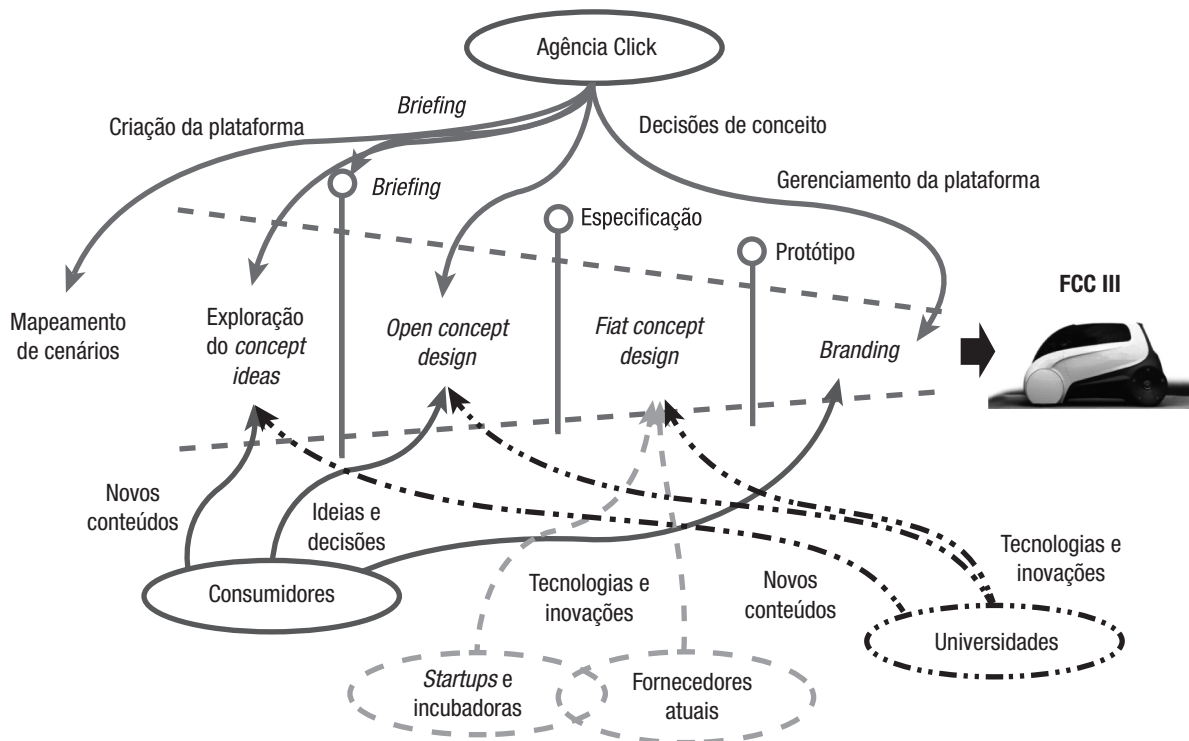 Agência Click
Briefing
Criação da plataforma
Decisões de conceito
Gerenciamento da plataforma
Briefing
Especificação
Protótipo
FCC III
Mapeamento
de cenários
Exploração
do concept
ideas
Open concept
design
Fiat concept
design
Branding
Novos
conteúdos
Ideias e
decisões
Consumidores
Tecnologias e
inovações
Novos
conteúdos
Tecnologias e
inovações
Universidades
Startups e
incubadoras
Fornecedores
atuais